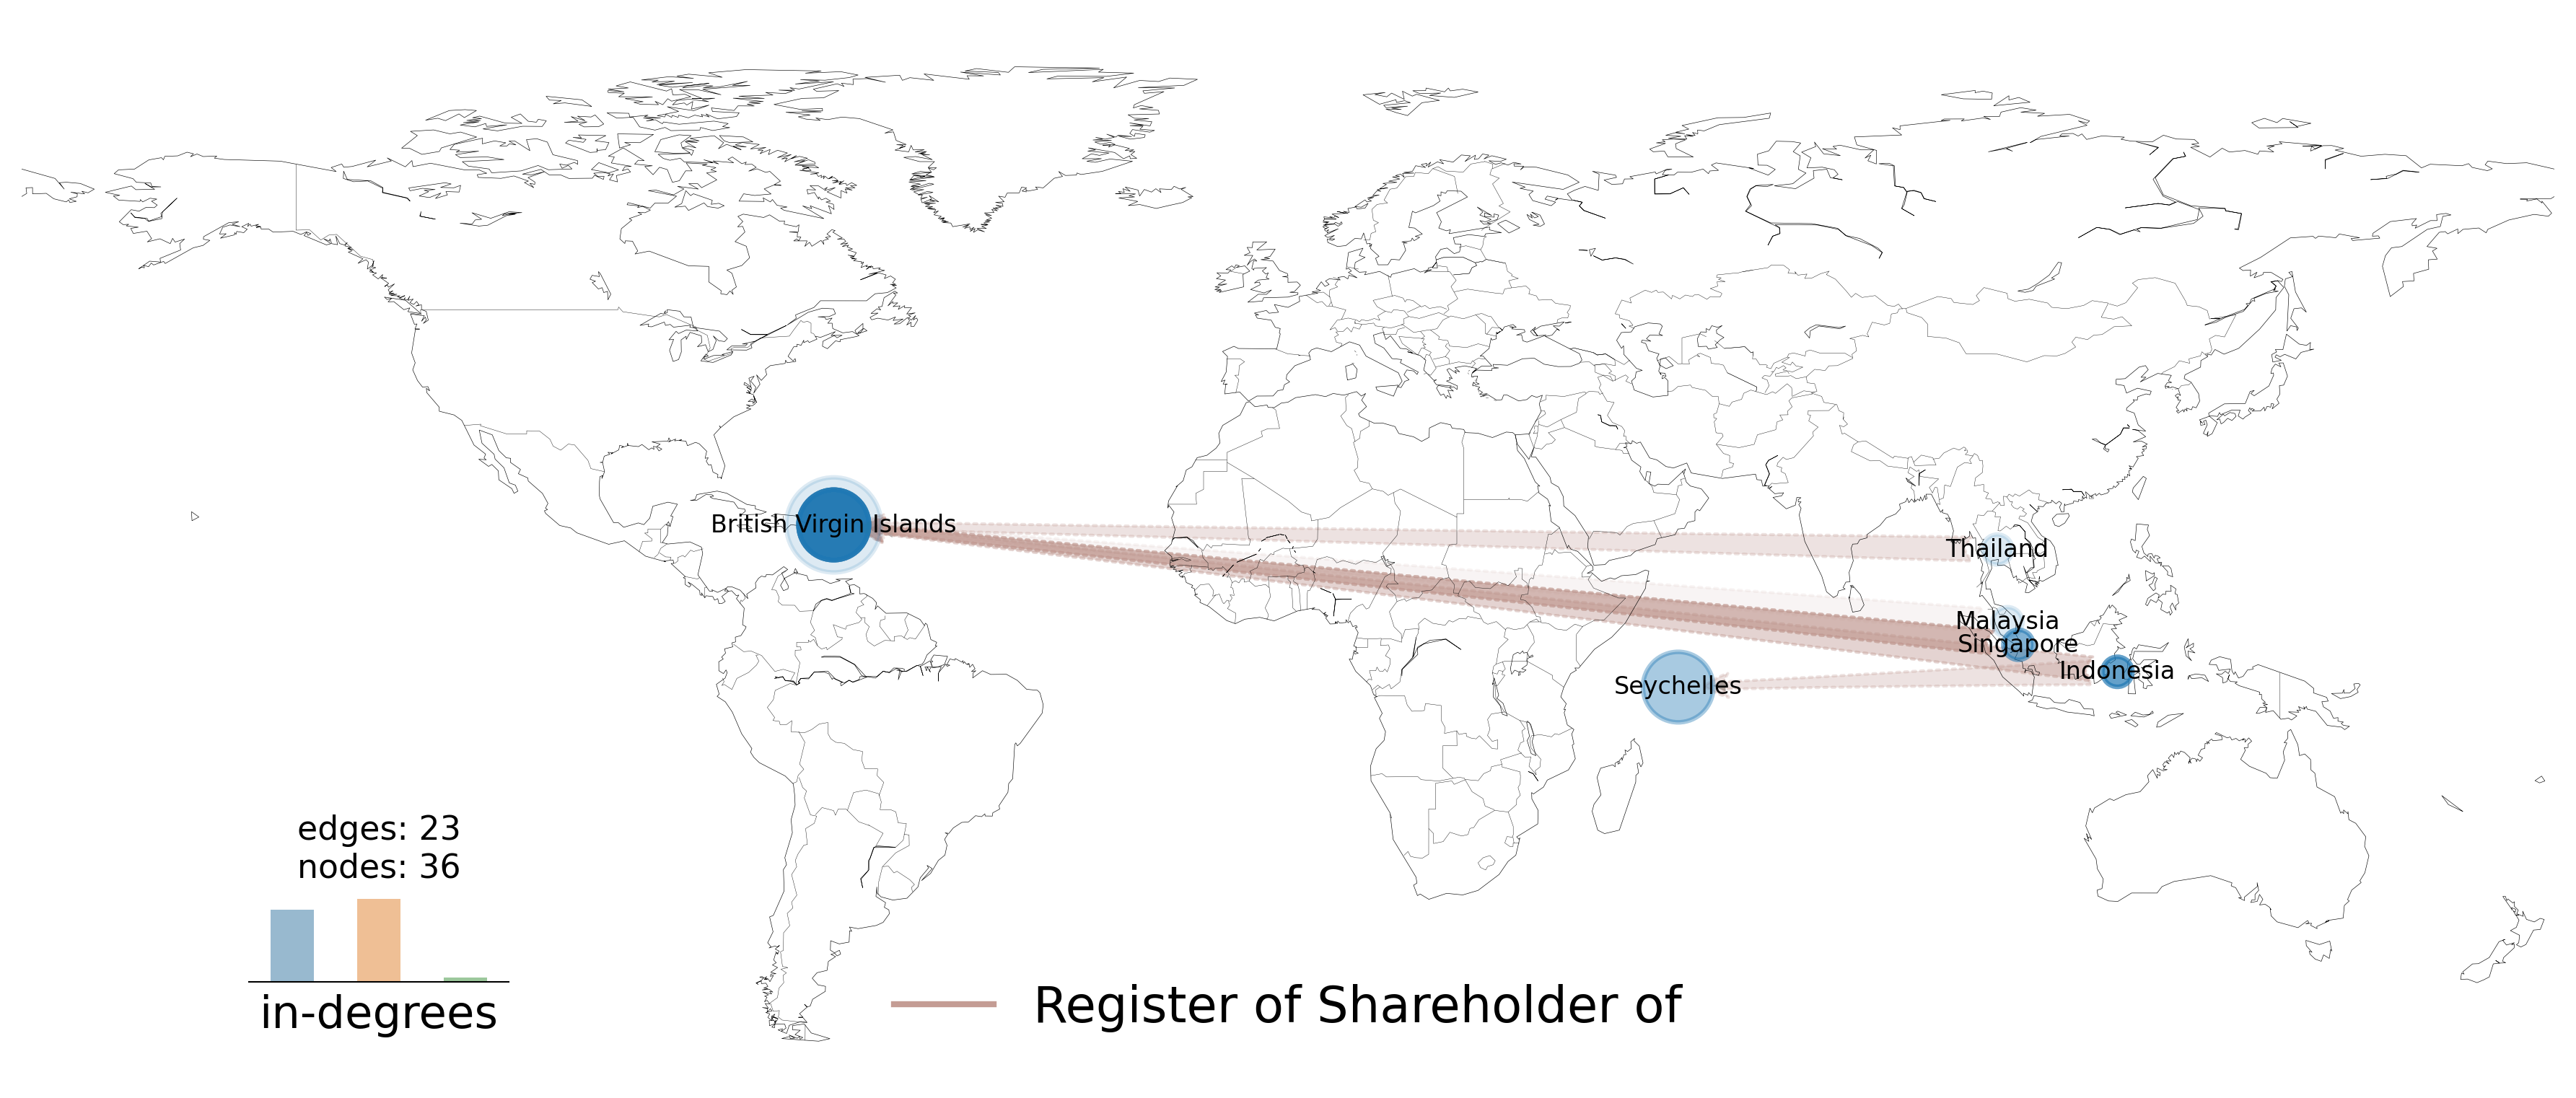 British Virgin Islands
Thailand
Malaysia
Singapore
Indonesia
Seychelles
edges: 23
nodes: 36
in-degrees
Register of Shareholder of